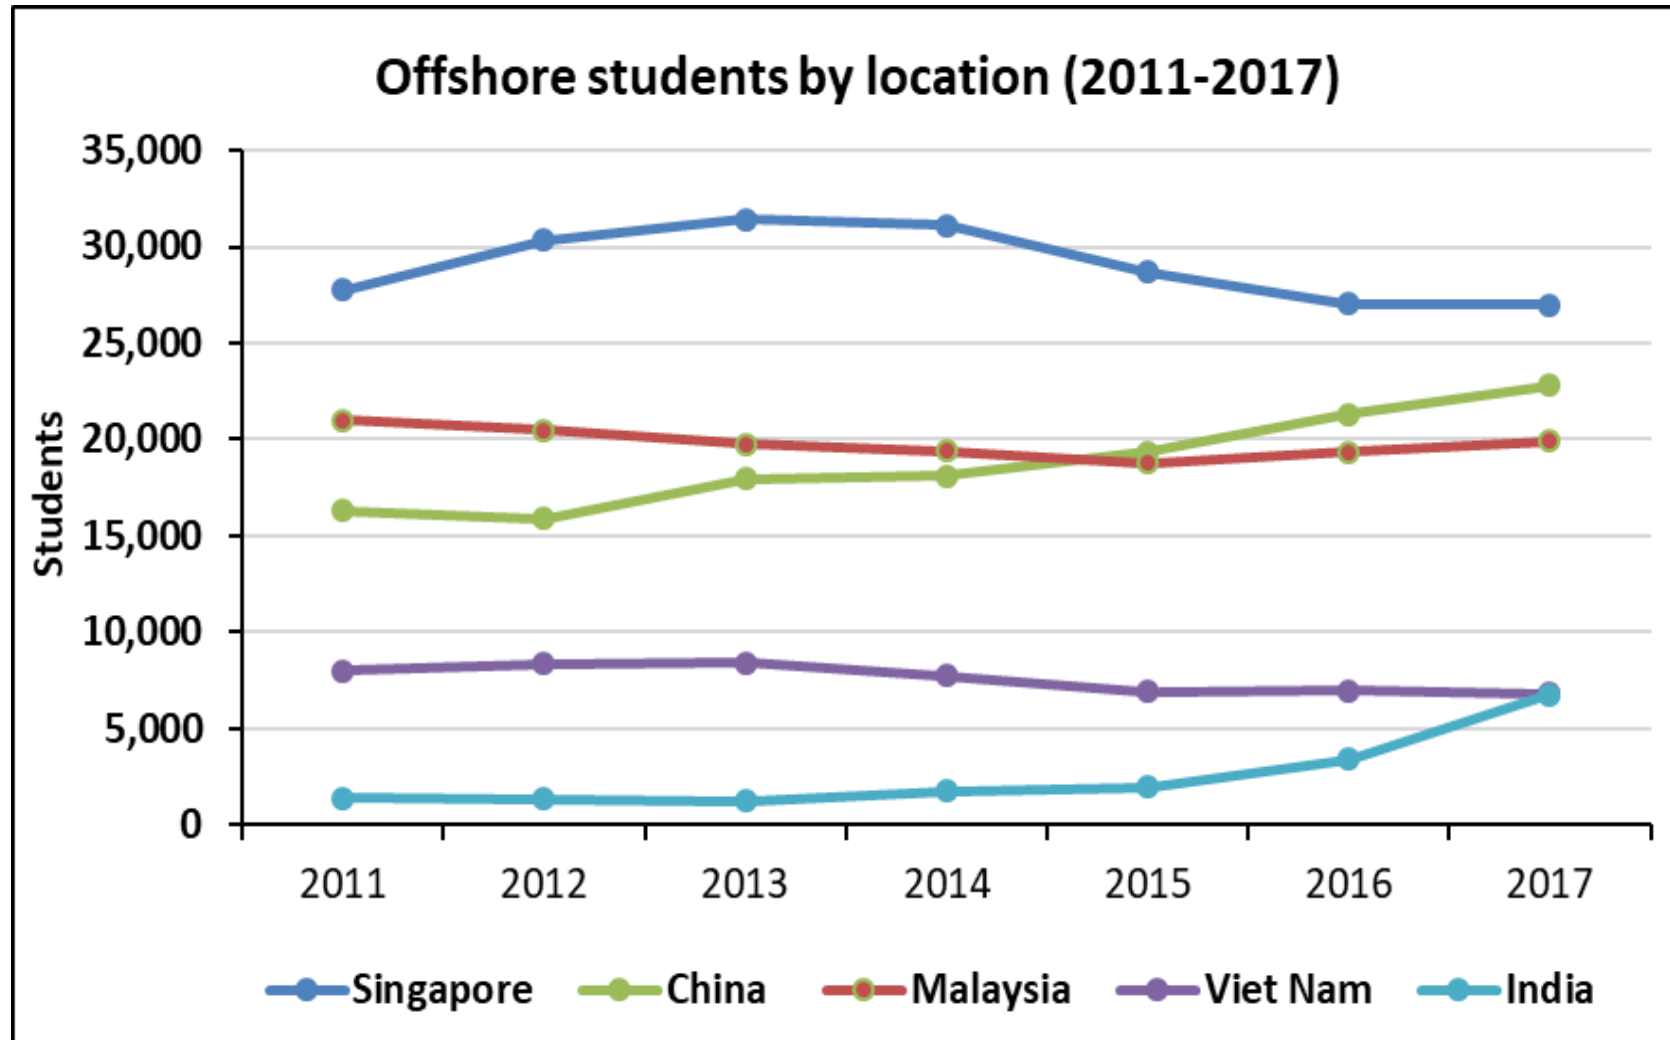 Offshore students by location (2011-2017)
35,000
30,000
25,000
20,000
15,000
10,000
5,000
0
Students
2011 2012 2013 2014 2015 2016 2017
Singapore China Malaysia Viet Nam India